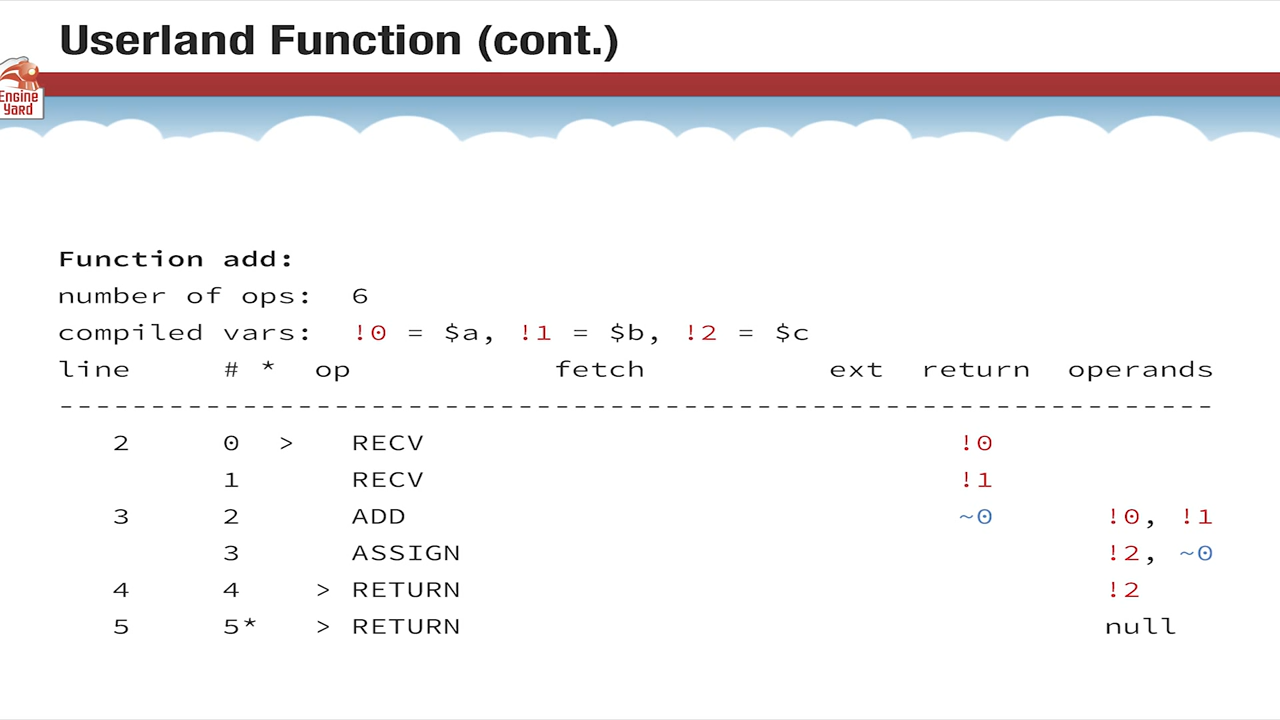 Userland Function (cont.)
Engine
Yard
Function add:
number of ops: 6
compiled vars: !0 = $a, !1 = $b, !2 = $c
line # * op fetch ext return operands
----------------------------------------------------------------
2 0 > RECV !0
1 RECV !1
3 2 ADD ~0 !0, !1
3 ASSIGN !2, ~0
4 4 > RETURN !2
5 5* > RETURN null